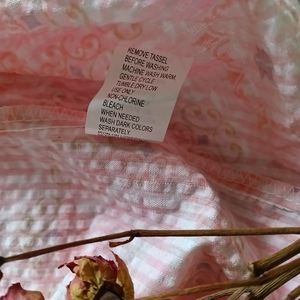 REMOVE TASSEL
BEFORE WASHING
MACHINE WASH WARM
GENTLE CYCLE
TUMBLE DRY LOW
USE ONLY
NON-CHLORINE
BLEACH
WHEN NEEDED
WASH DARK COLORS
SEPARATELY